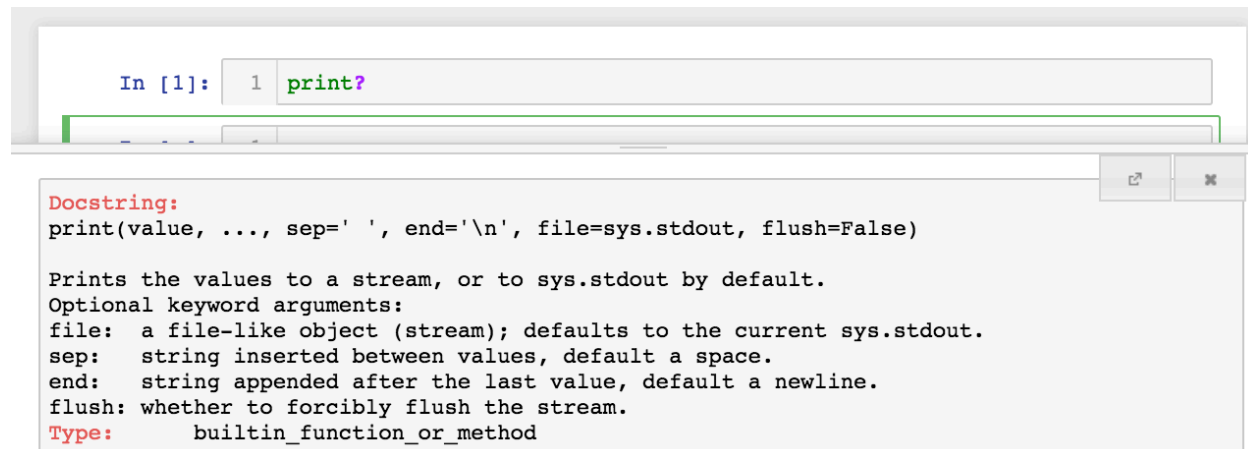 In [1]: 1 print?
Docstring:
print(value, ..., sep=' ', end='\n', file=sys.stdout, flush=False)
Prints the values to a stream, or to sys.stdout by default.
Optional keyword arguments:
file:  a file-like object (stream); defaults to the current sys.stdout.
sep:   string inserted between values, default a space.
end:   string appended after the last value, default a newline.
flush: whether to forcibly flush the stream.
Type:      builtin_function_or_method